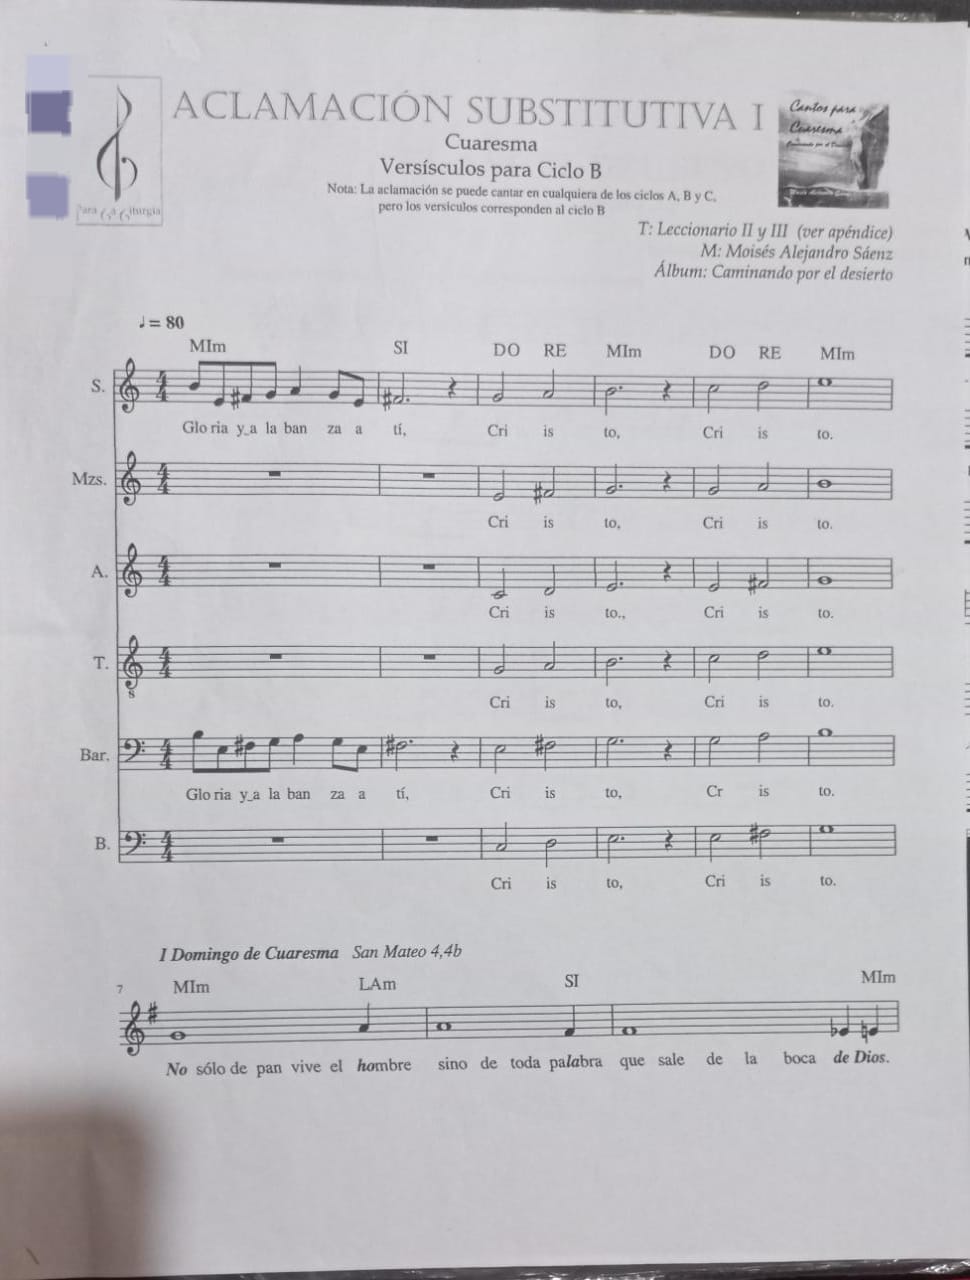 ACLAMACIÓN SUBSTITUTIVA I
Cuaresma
Versísculos para Ciclo B
Nota: La aclamación se puede cantar en cualquiera de los ciclos A, B y C,
pero los versículos corresponden al ciclo B
Cantos para
Cuaresma
Para la Liturgia
T: Leccionario II y III (ver apéndice)
M: Moisés Alejandro Sáenz
Álbum: Caminando por el desierto
♩ = 80
MIm SI DO RE MIm DO RE MIm
S.
Glo ria y_a la ban za a tí, Cri is to, Cri is to.
Mzs.
Cri is to, Cri is to.
A.
Cri is to., Cri is to.
T.
8
Cri is to, Cri is to.
Bar.
Glo ria y_a la ban za a tí, Cri is to, Cr is to.
B.
Cri is to, Cri is to.
I Domingo de Cuaresma San Mateo 4,4b
7 MIm LAm SI MIm
No sólo de pan vive el hombre sino de toda palabra que sale de la boca de Dios.